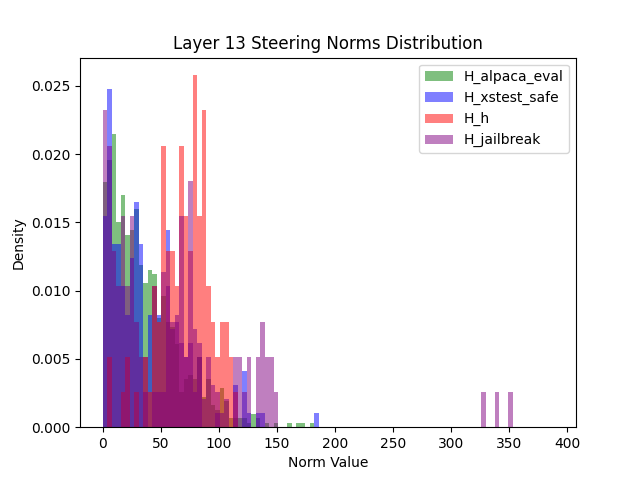 Layer 13 Steering Norms Distribution
H_alpaca_eval
H_xstest_safe
H_h
H_jailbreak
Density
0.025
0.020
0.015
0.010
0.005
0.000
0 50 100 150 200 250 300 350 400
Norm Value